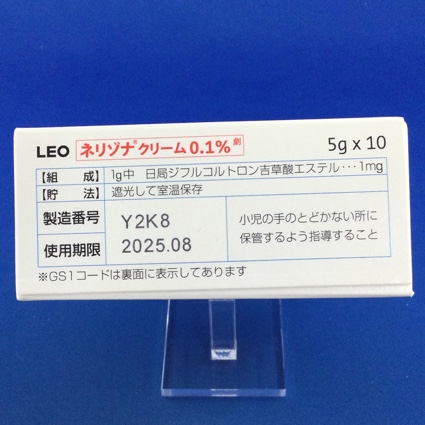 LEO ネリゾナ®クリーム0.1% 劇 5g x 10
【組　成】 1g中 日局ジフルコルトロン吉草酸エステル･･･1mg
【貯　法】 遮光して室温保存
製造番号 Y2K8
使用期限 2025.08
小児の手のとどかない所に
保管するよう指導すること
※GS1コードは裏面に表示してあります